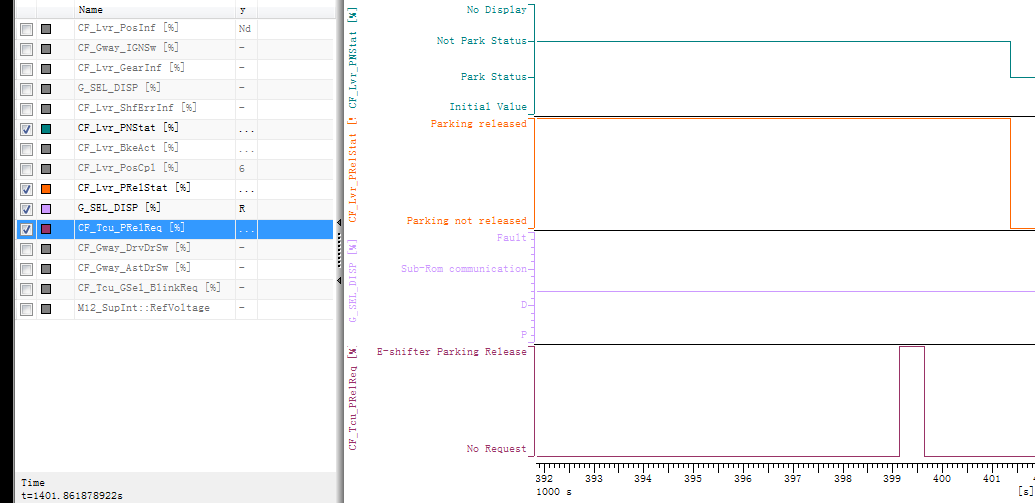 Name y
CF_Lvr_PosInf [%] Nd
CF_Gway_IGNSw [%] -
CF_Lvr_GearInf [%] -
G_SEL_DISP [%] -
CF_Lvr_ShfErrInf [%] -
CF_Lvr_PNStat [%] ...
CF_Lvr_BkeAct [%] ...
CF_Lvr_PosCpl [%] 6
CF_Lvr_PRelStat [%] ...
G_SEL_DISP [%] R
CF_Tcu_PRelReq [%] ...
CF_Gway_DrvDrSw [%] -
CF_Gway_AstDrSw [%] -
CF_Tcu_GSel_BlinkReq [%] -
M12_SupInt::RefVoltage -
Time
t=1401.861878922s
CF_Lvr_PNStat [%]
No Display
Not Park Status
Park Status
Initial Value
CF_Lvr_PRelStat [%]
Parking released
Parking not released
G_SEL_DISP [%]
Fault
Sub-Rom communication
D
P
CF_Tcu_PRelReq [%]
E-shifter Parking Release
No Request
392 393 394 395 396 397 398 399 400 401
1000 s [s]